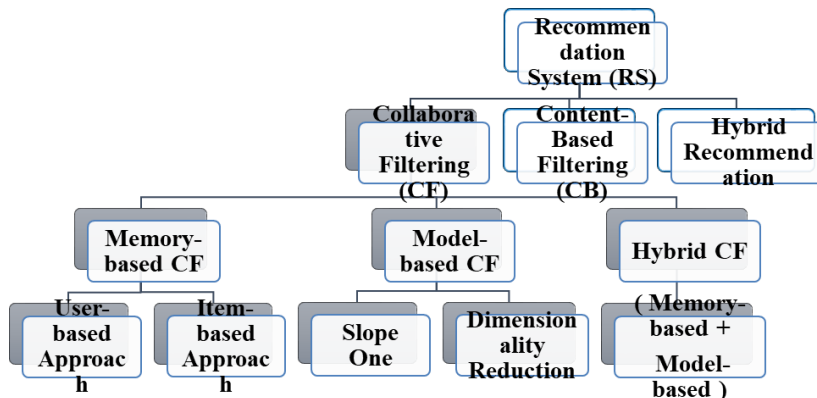 Recommen
dation
System (RS)
Collabora
tive
Filtering
(CF)
Content-
Based
Filtering
(CB)
Hybrid
Recommend
ation
Memory-
based CF
Model-
based CF
Hybrid CF
User-
based
Approac
h
Item-
based
Approac
h
Slope
One
Dimension
ality
Reduction
( Memory-
based +
Model-
based )